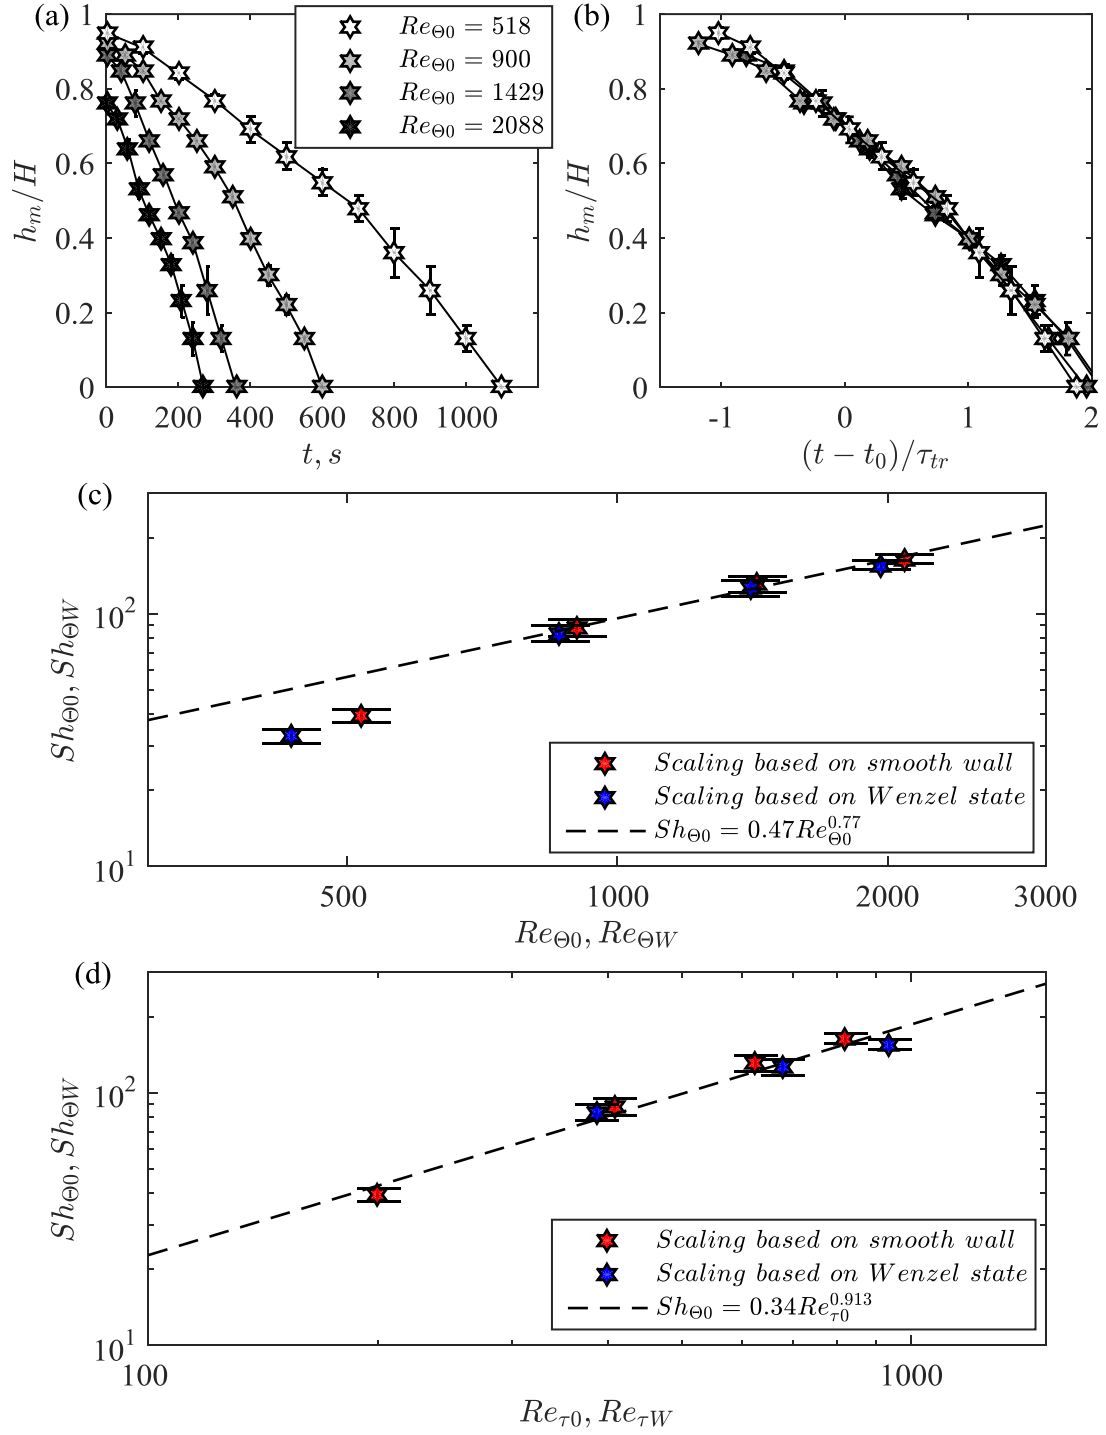 (a)
1
0.8
0.6
0.4
0.2
0
h_m/H
0 200 400 600 800 1000
t, s
Re_Θ0 = 518
Re_Θ0 = 900
Re_Θ0 = 1429
Re_Θ0 = 2088
(b)
1
0.8
0.6
0.4
0.2
0
h_m/H
-1 0 1 2
(t − t_0)/τ_tr
(c)
10^2
10^1
Sh_Θ0, Sh_ΘW
500 1000 2000 3000
Re_Θ0, Re_ΘW
Scaling based on smooth wall
Scaling based on Wenzel state
Sh_Θ0 = 0.47Re_Θ0^0.77
(d)
10^2
10^1
Sh_Θ0, Sh_ΘW
100 1000
Re_τ0, Re_τW
Scaling based on smooth wall
Scaling based on Wenzel state
Sh_Θ0 = 0.34Re_τ0^0.913